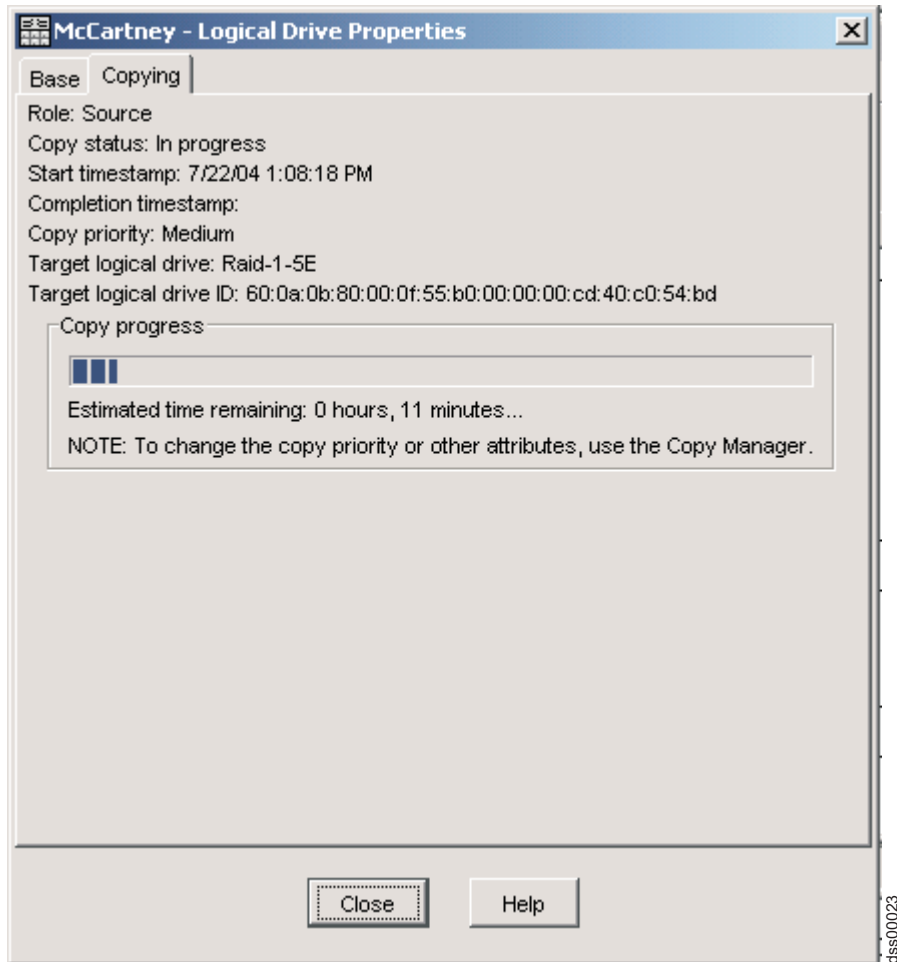 McCartney - Logical Drive Properties
Base Copying
Role: Source
Copy status: In progress
Start timestamp: 7/22/04 1:08:18 PM
Completion timestamp:
Copy priority: Medium
Target logical drive: Raid-1-5E
Target logical drive ID: 60:0a:0b:80:00:0f:55:b0:00:00:00:cd:40:c0:54:bd
Copy progress
Estimated time remaining: 0 hours, 11 minutes...
NOTE: To change the copy priority or other attributes, use the Copy Manager.
Close Help
dss00023